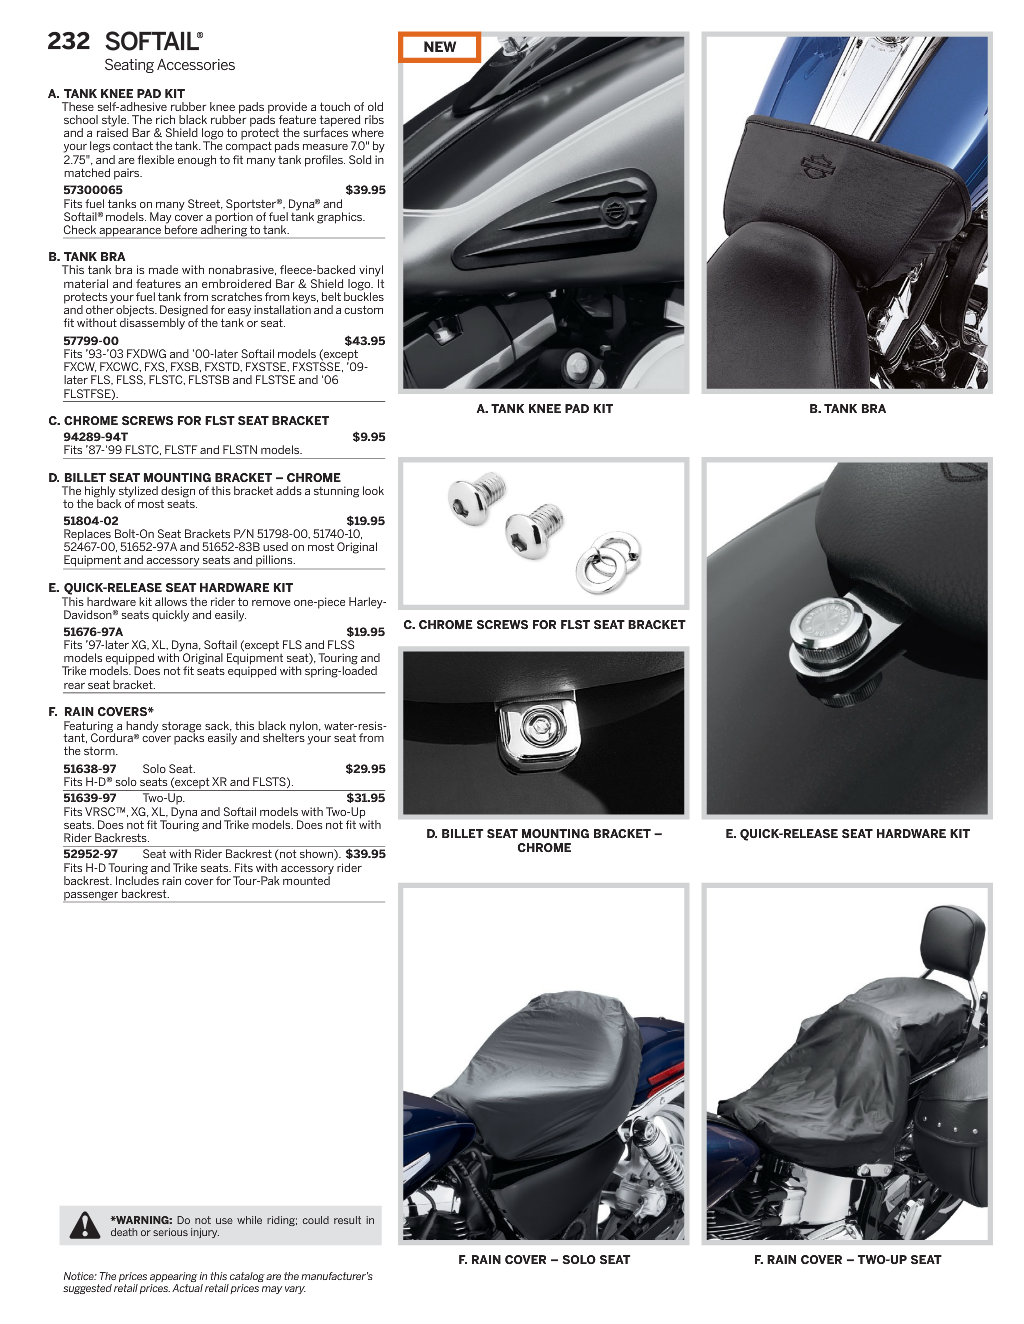 232 SOFTAIL®
Seating Accessories
A. TANK KNEE PAD KIT
These self-adhesive rubber knee pads provide a touch of old
school style. The rich black rubber pads feature tapered ribs
and a raised Bar & Shield logo to protect the surfaces where
your legs contact the tank. The compact pads measure 7.0" by
2.75", and are flexible enough to fit many tank profiles. Sold in
matched pairs.
57300065 $39.95
Fits fuel tanks on many Street, Sportster®, Dyna® and
Softail® models. May cover a portion of fuel tank graphics.
Check appearance before adhering to tank.
B. TANK BRA
This tank bra is made with nonabrasive, fleece-backed vinyl
material and features an embroidered Bar & Shield logo. It
protects your fuel tank from scratches from keys, belt buckles
and other objects. Designed for easy installation and a custom
fit without disassembly of the tank or seat.
57799-00 $43.95
Fits ’93-’03 FXDWG and ’00-later Softail models (except
FXCW, FXCWC, FXS, FXSB, FXSTD, FXSTSE, FXSTSSE, ’09-
later FLS, FLSS, FLSTC, FLSTSB and FLSTSE and ’06
FLSTFSE).
C. CHROME SCREWS FOR FLST SEAT BRACKET
94289-94T $9.95
Fits ’87-’99 FLSTC, FLSTF and FLSTN models.
D. BILLET SEAT MOUNTING BRACKET – CHROME
The highly stylized design of this bracket adds a stunning look
to the back of most seats.
51804-02 $19.95
Replaces Bolt-On Seat Brackets P/N 51798-00, 51740-10,
52467-00, 51652-97A and 51652-83B used on most Original
Equipment and accessory seats and pillions.
E. QUICK-RELEASE SEAT HARDWARE KIT
This hardware kit allows the rider to remove one-piece Harley-
Davidson® seats quickly and easily.
51676-97A $19.95
Fits ’97-later XG, XL, Dyna, Softail (except FLS and FLSS
models equipped with Original Equipment seat), Touring and
Trike models. Does not fit seats equipped with spring-loaded
rear seat bracket.
F. RAIN COVERS*
Featuring a handy storage sack, this black nylon, water-resis-
tant, Cordura® cover packs easily and shelters your seat from
the storm.
51638-97 Solo Seat. $29.95
Fits H-D® solo seats (except XR and FLSTS).
51639-97 Two-Up. $31.95
Fits VRSC™, XG, XL, Dyna and Softail models with Two-Up
seats. Does not fit Touring and Trike models. Does not fit with
Rider Backrests.
52952-97 Seat with Rider Backrest (not shown). $39.95
Fits H-D Touring and Trike seats. Fits with accessory rider
backrest. Includes rain cover for Tour-Pak mounted
passenger backrest.
*WARNING: Do not use while riding; could result in
death or serious injury.
Notice: The prices appearing in this catalog are the manufacturer’s
suggested retail prices. Actual retail prices may vary.
NEW
A. TANK KNEE PAD KIT
B. TANK BRA
C. CHROME SCREWS FOR FLST SEAT BRACKET
D. BILLET SEAT MOUNTING BRACKET –
CHROME
E. QUICK-RELEASE SEAT HARDWARE KIT
F. RAIN COVER – SOLO SEAT
F. RAIN COVER – TWO-UP SEAT